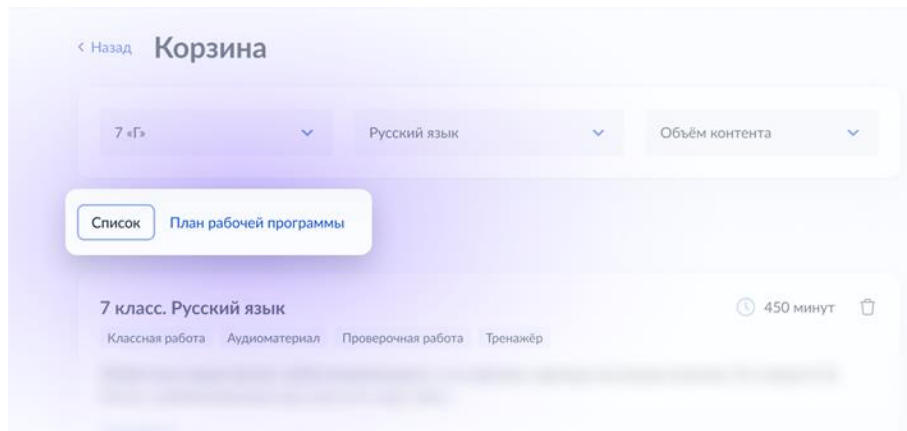 Назад Корзина
7 «Г» Русский язык Объём контента
Список План рабочей программы
7 класс. Русский язык 450 минут
Классная работа Аудиоматериал Проверочная работа Тренажёр